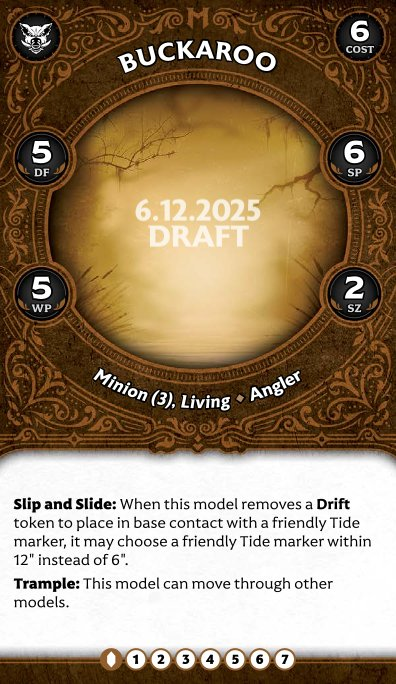 BUCKAROO
6
COST
5
DF
6
SP
6.12.2025
DRAFT
5
WP
2
SZ
Minion (3), Living ◆ Angler
Slip and Slide: When this model removes a Drift
token to place in base contact with a friendly Tide
marker, it may choose a friendly Tide marker within
12" instead of 6".
Trample: This model can move through other
models.
1 2 3 4 5 6 7